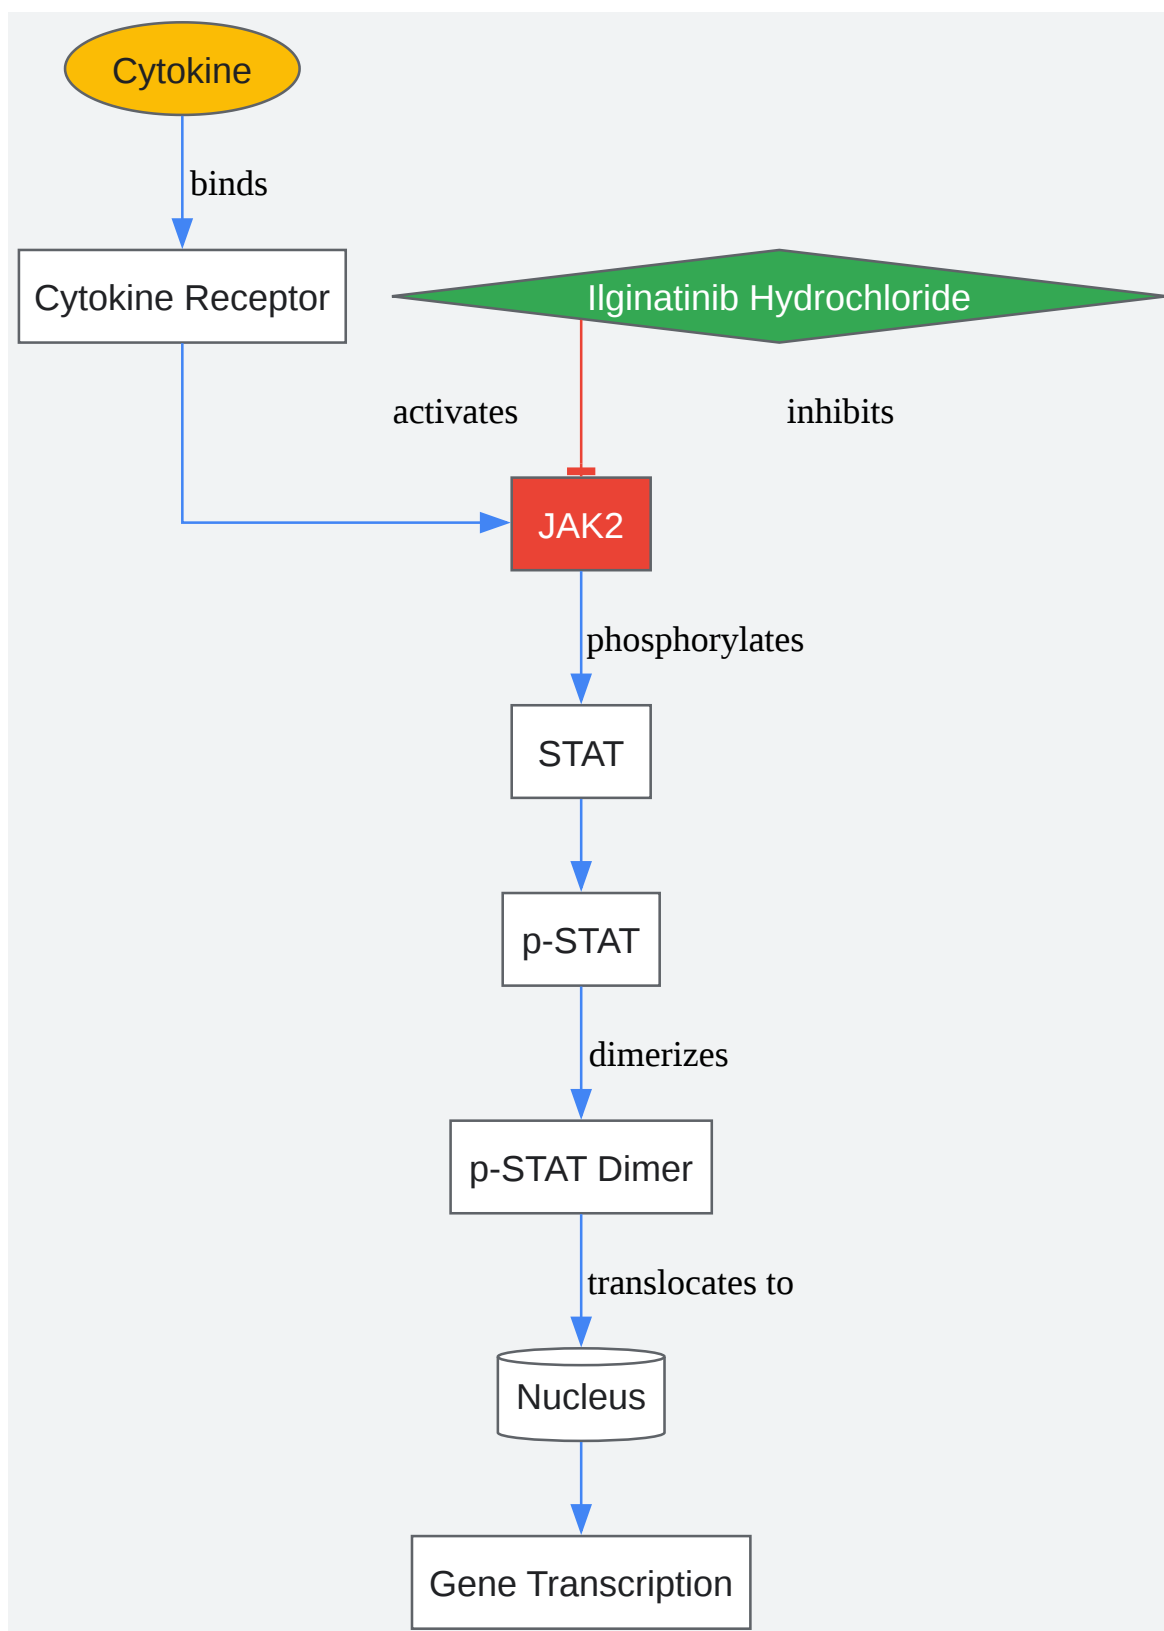 Cytokine
binds
Cytokine Receptor
Ilginatinib Hydrochloride
activates
inhibits
JAK2
phosphorylates
STAT
p-STAT
dimerizes
p-STAT Dimer
translocates to
Nucleus
Gene Transcription